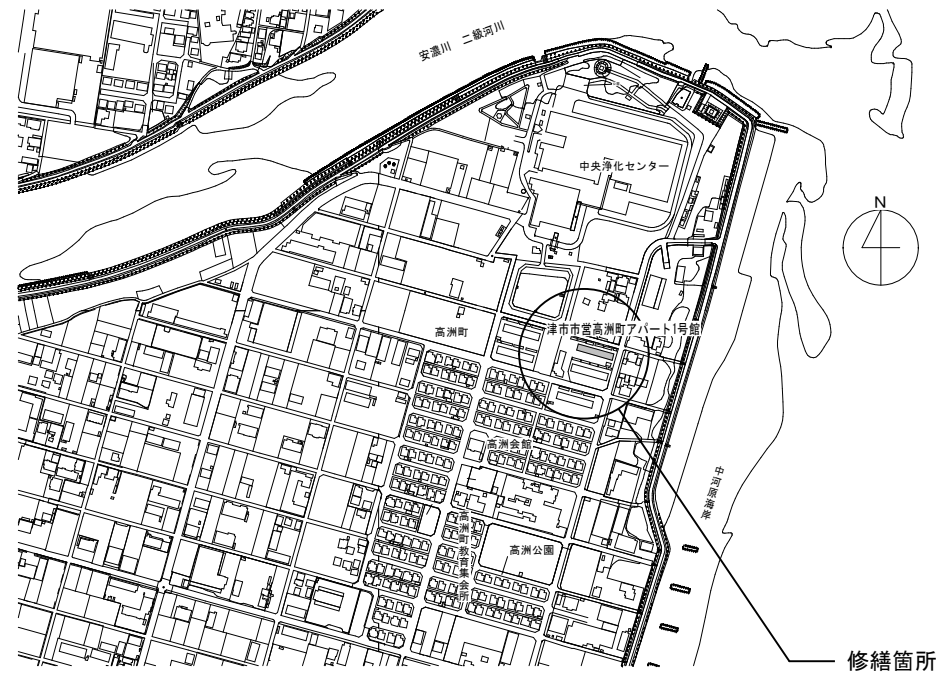 安濃川 二級河川
中央浄化センター
N
高洲町
津市市営高洲町アパート1号館
高洲会館
中河原海岸
高洲町教育集会所
高洲公園
修繕箇所